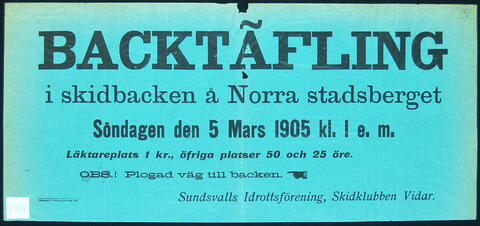 BACKTÄFLING
i skidbacken å Norra stadsberget
Söndagen den 5 Mars 1905 kl. 1 e. m.
Läktareplats 1 kr., öfriga platser 50 och 25 öre.
OBS.! Plogad väg till backen.
Sundsvalls Idrottsförening, Skidklubben Vidar.